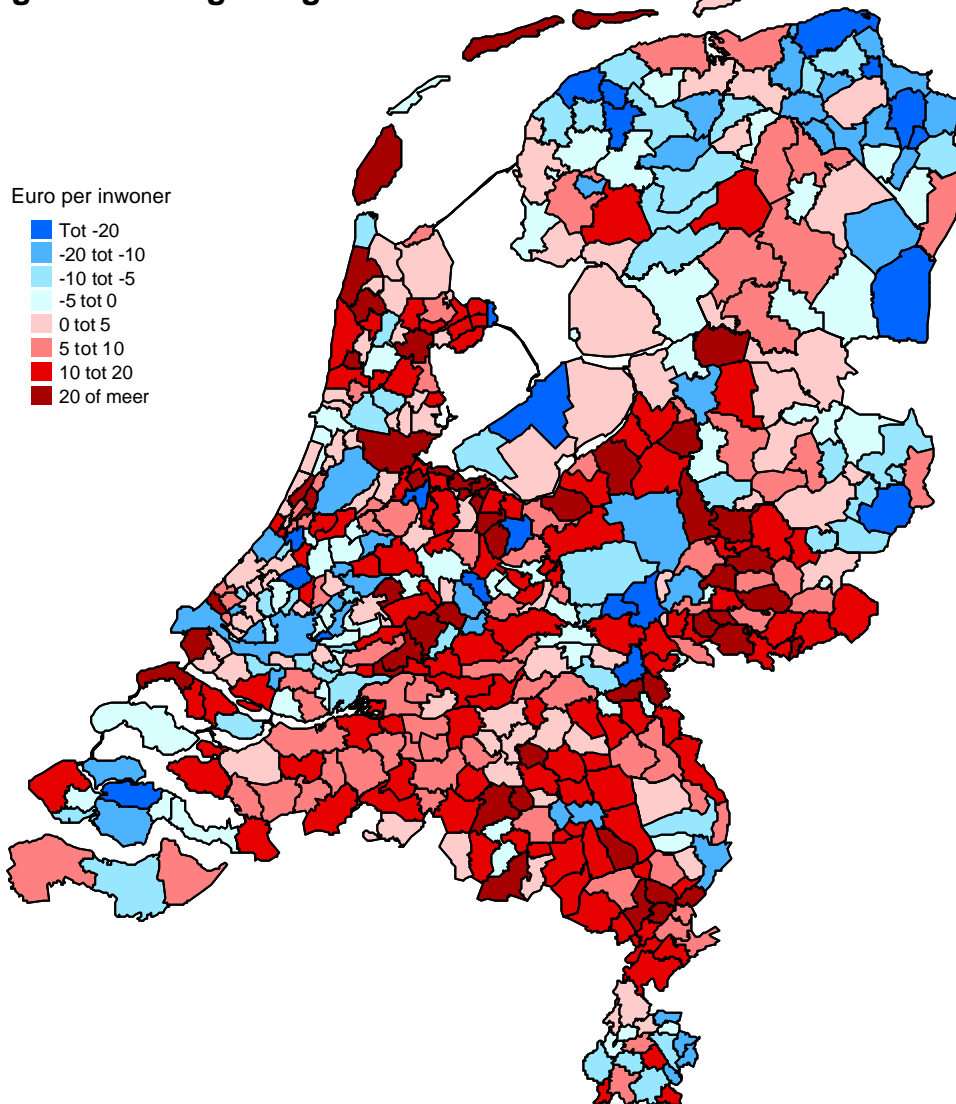 Euro per inwoner
Tot -20
-20 tot -10
-10 tot -5
-5 tot 0
0 tot 5
5 tot 10
10 tot 20
20 of meer